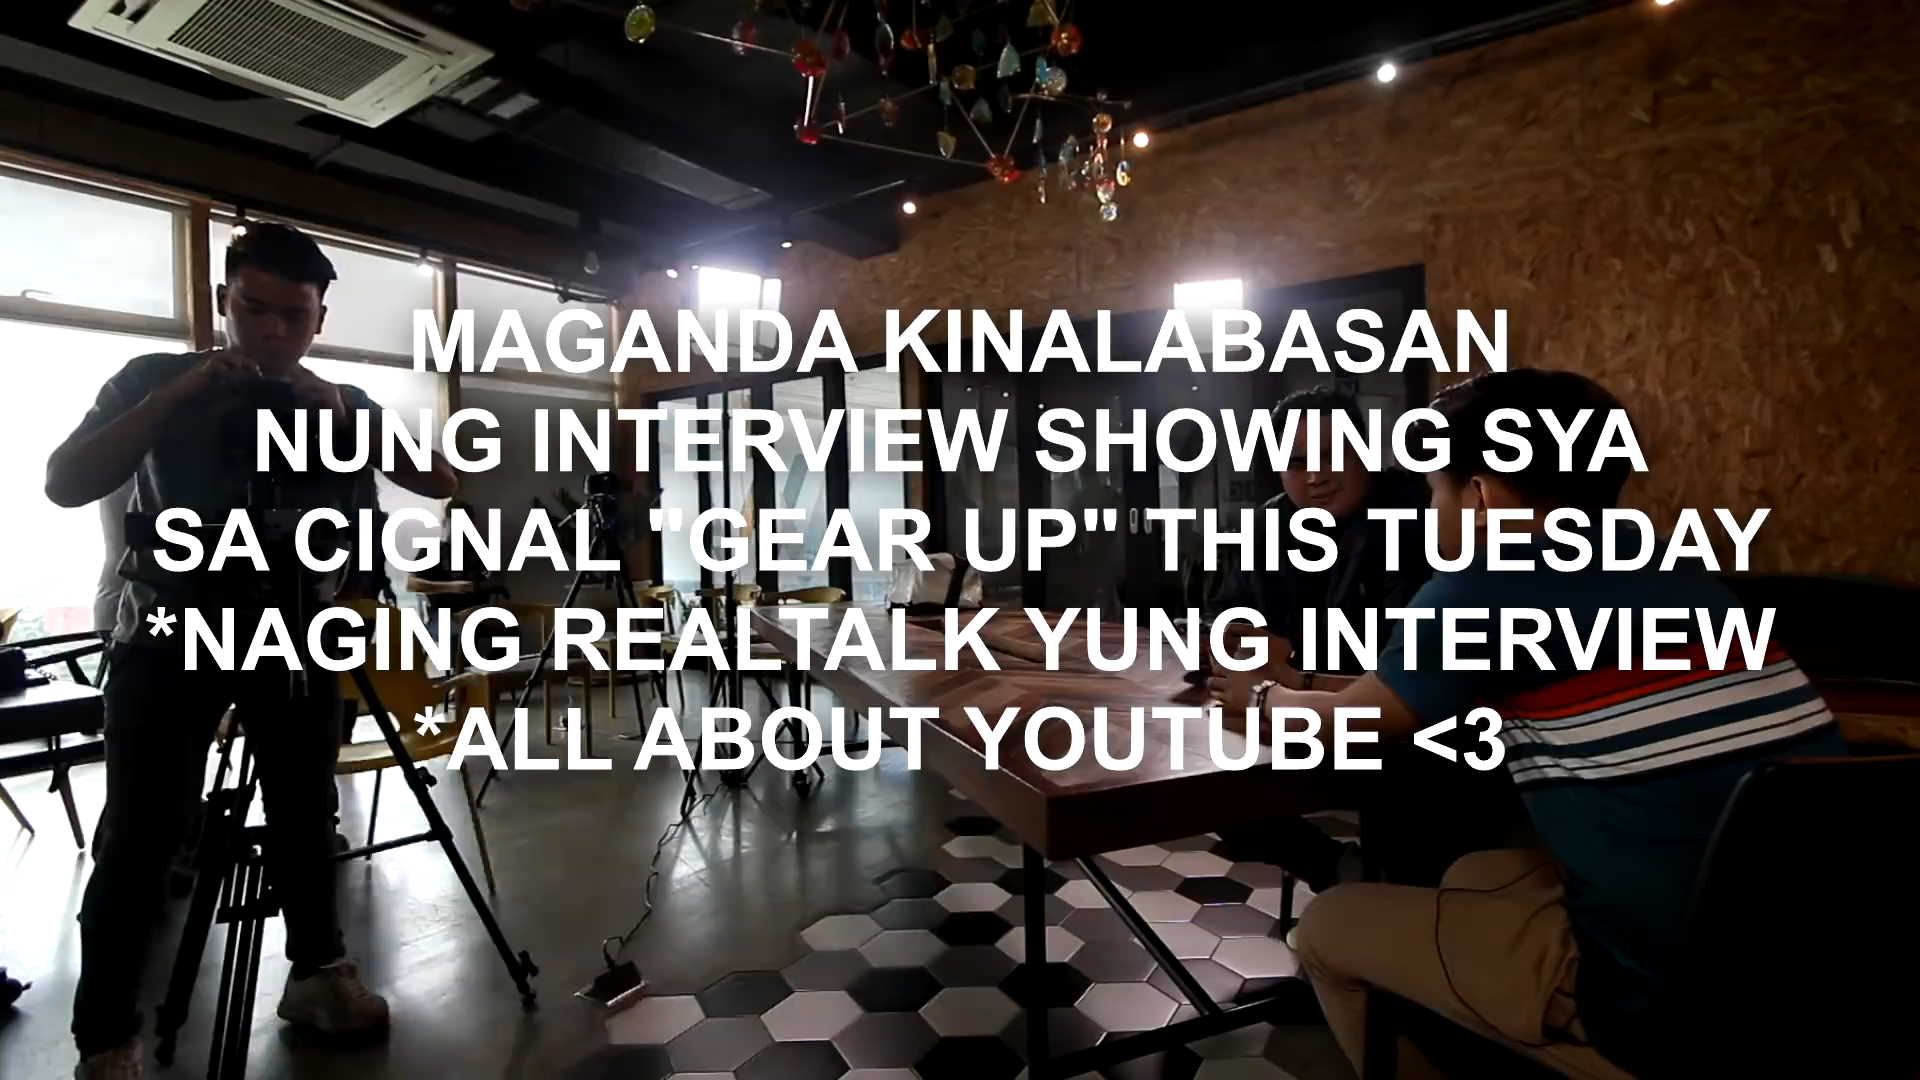 MAGANDA KINALABASAN
NUNG INTERVIEW SHOWING SYA
SA CIGNAL "GEAR UP" THIS TUESDAY
*NAGING REALTALK YUNG INTERVIEW
*ALL ABOUT YOUTUBE <3